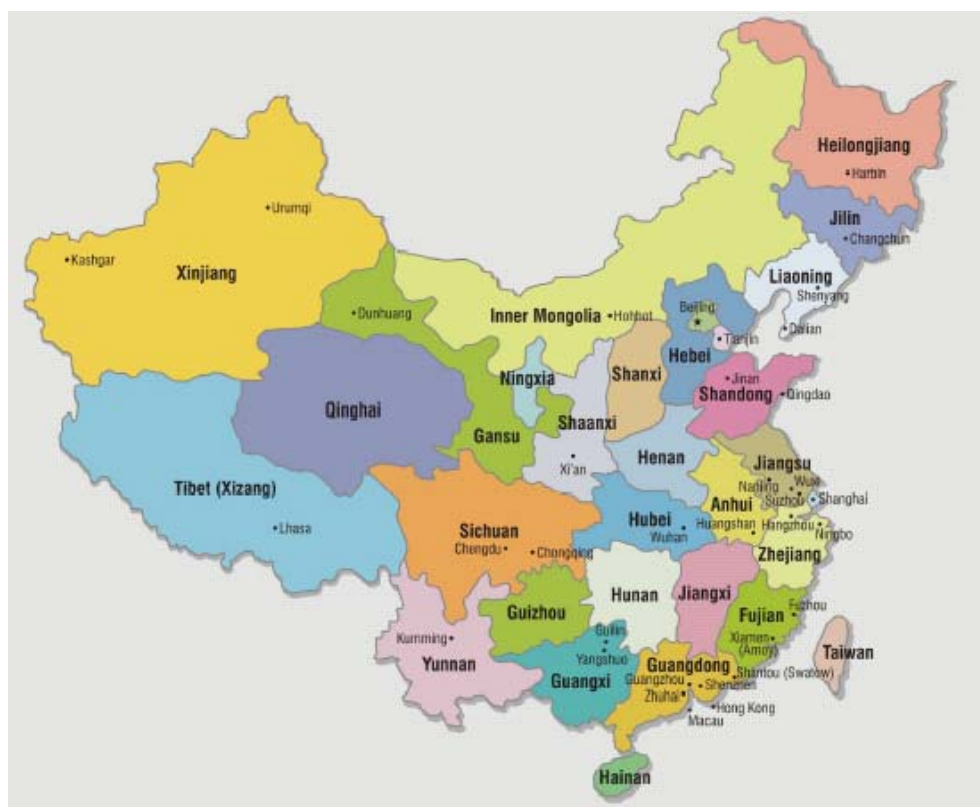 Heilongjiang
Harbin
Jilin
Changchun
Urumqi
Kashgar
Xinjiang
Liaoning
Shenyang
Dalian
Dunhuang
Inner Mongolia
Hohhot
Beijing
Tianjin
Hebei
Ningxia
Shanxi
Jinan
Shandong
Qingdao
Qinghai
Gansu
Shaanxi
Xi'an
Henan
Jiangsu
Nanjing
Wuxi
Suzhou
Shanghai
Anhui
Tibet (Xizang)
Lhasa
Sichuan
Chengdu
Chongqing
Hubei
Wuhan
Huangshan
Hangzhou
Ningbo
Zhejiang
Hunan
Jiangxi
Guizhou
Fujian
Fuzhou
Xiamen
(Amoy)
Kunming
Yunnan
Guilin
Yangshuo
Guangxi
Guangdong
Guangzhou
Shenzhen
Shantou (Swatow)
Zhuhai
Hong Kong
Macau
Taiwan
Hainan